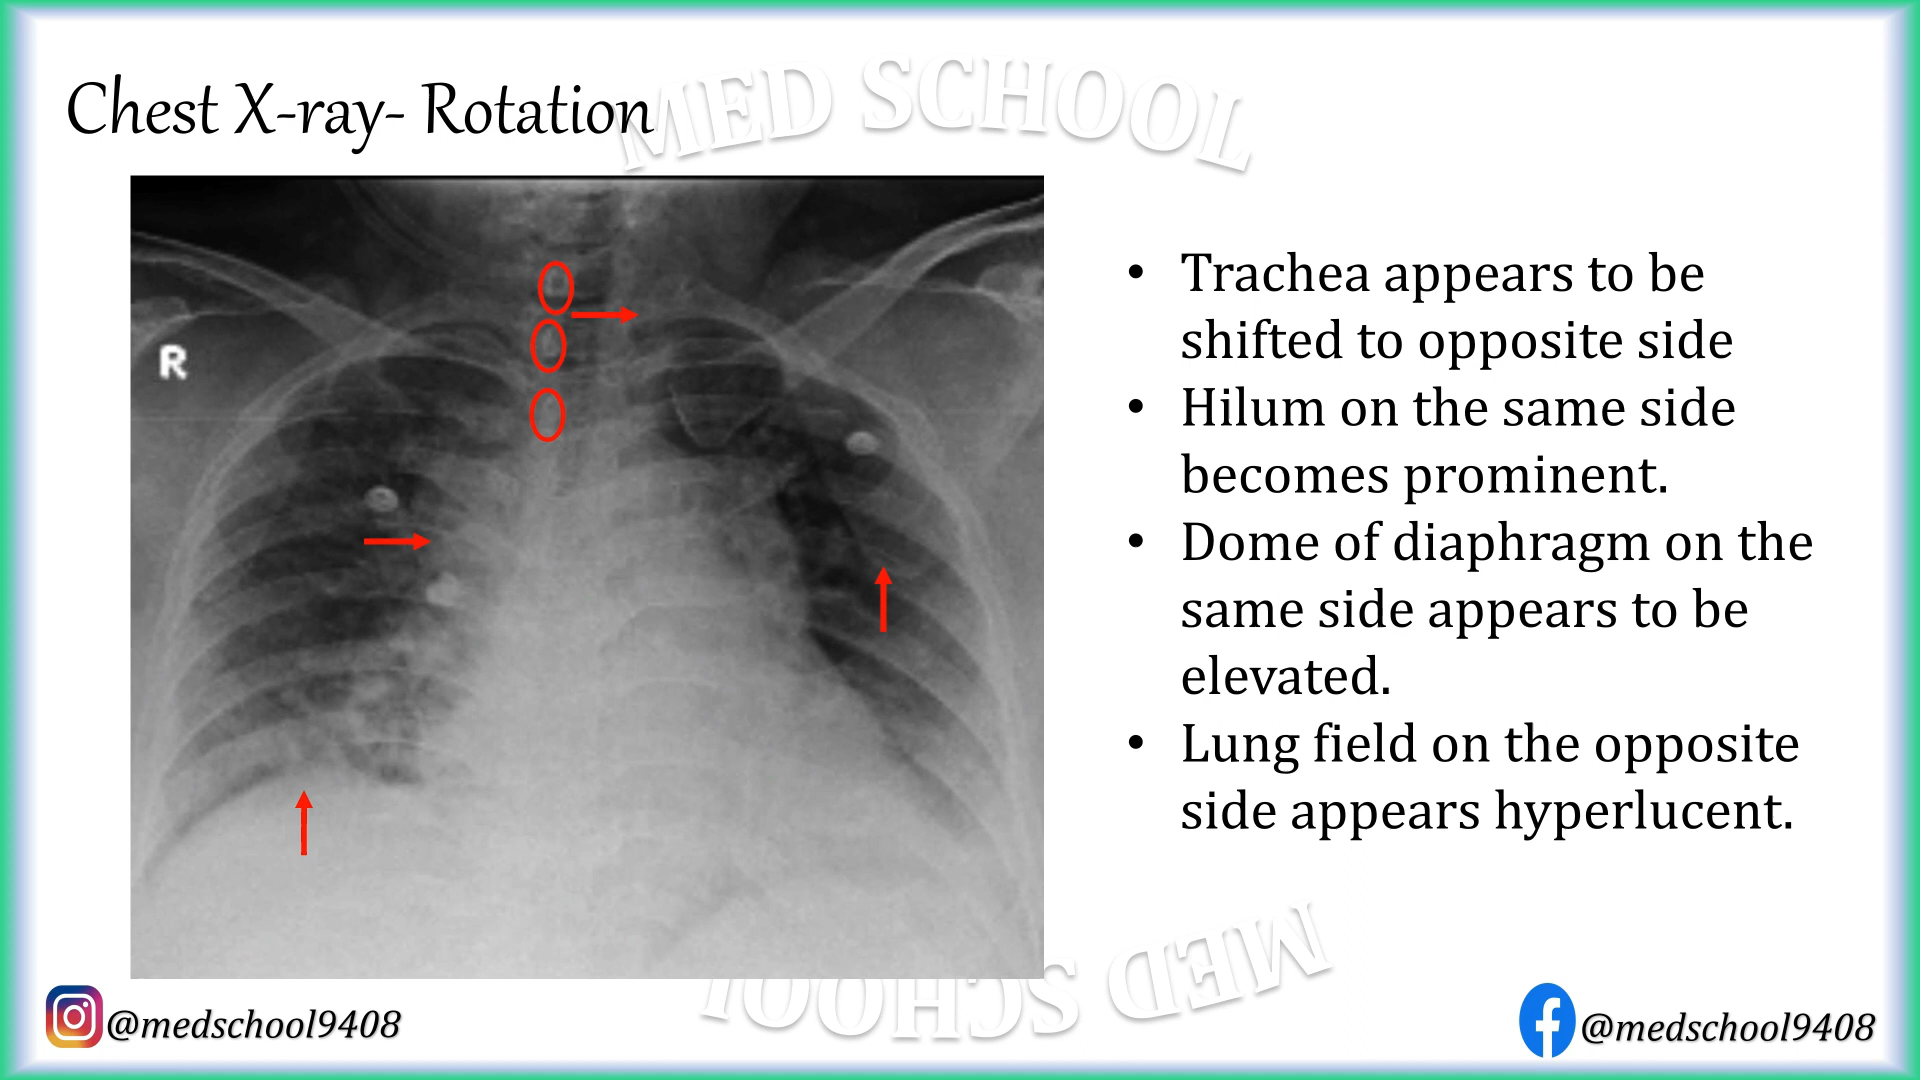 Chest X-ray- Rotation
MED SCHOOL
R
• Trachea appears to be
shifted to opposite side
• Hilum on the same side
becomes prominent.
• Dome of diaphragm on the
same side appears to be
elevated.
• Lung field on the opposite
side appears hyperlucent.
MED SCHOOL
@medschool9408
@medschool9408